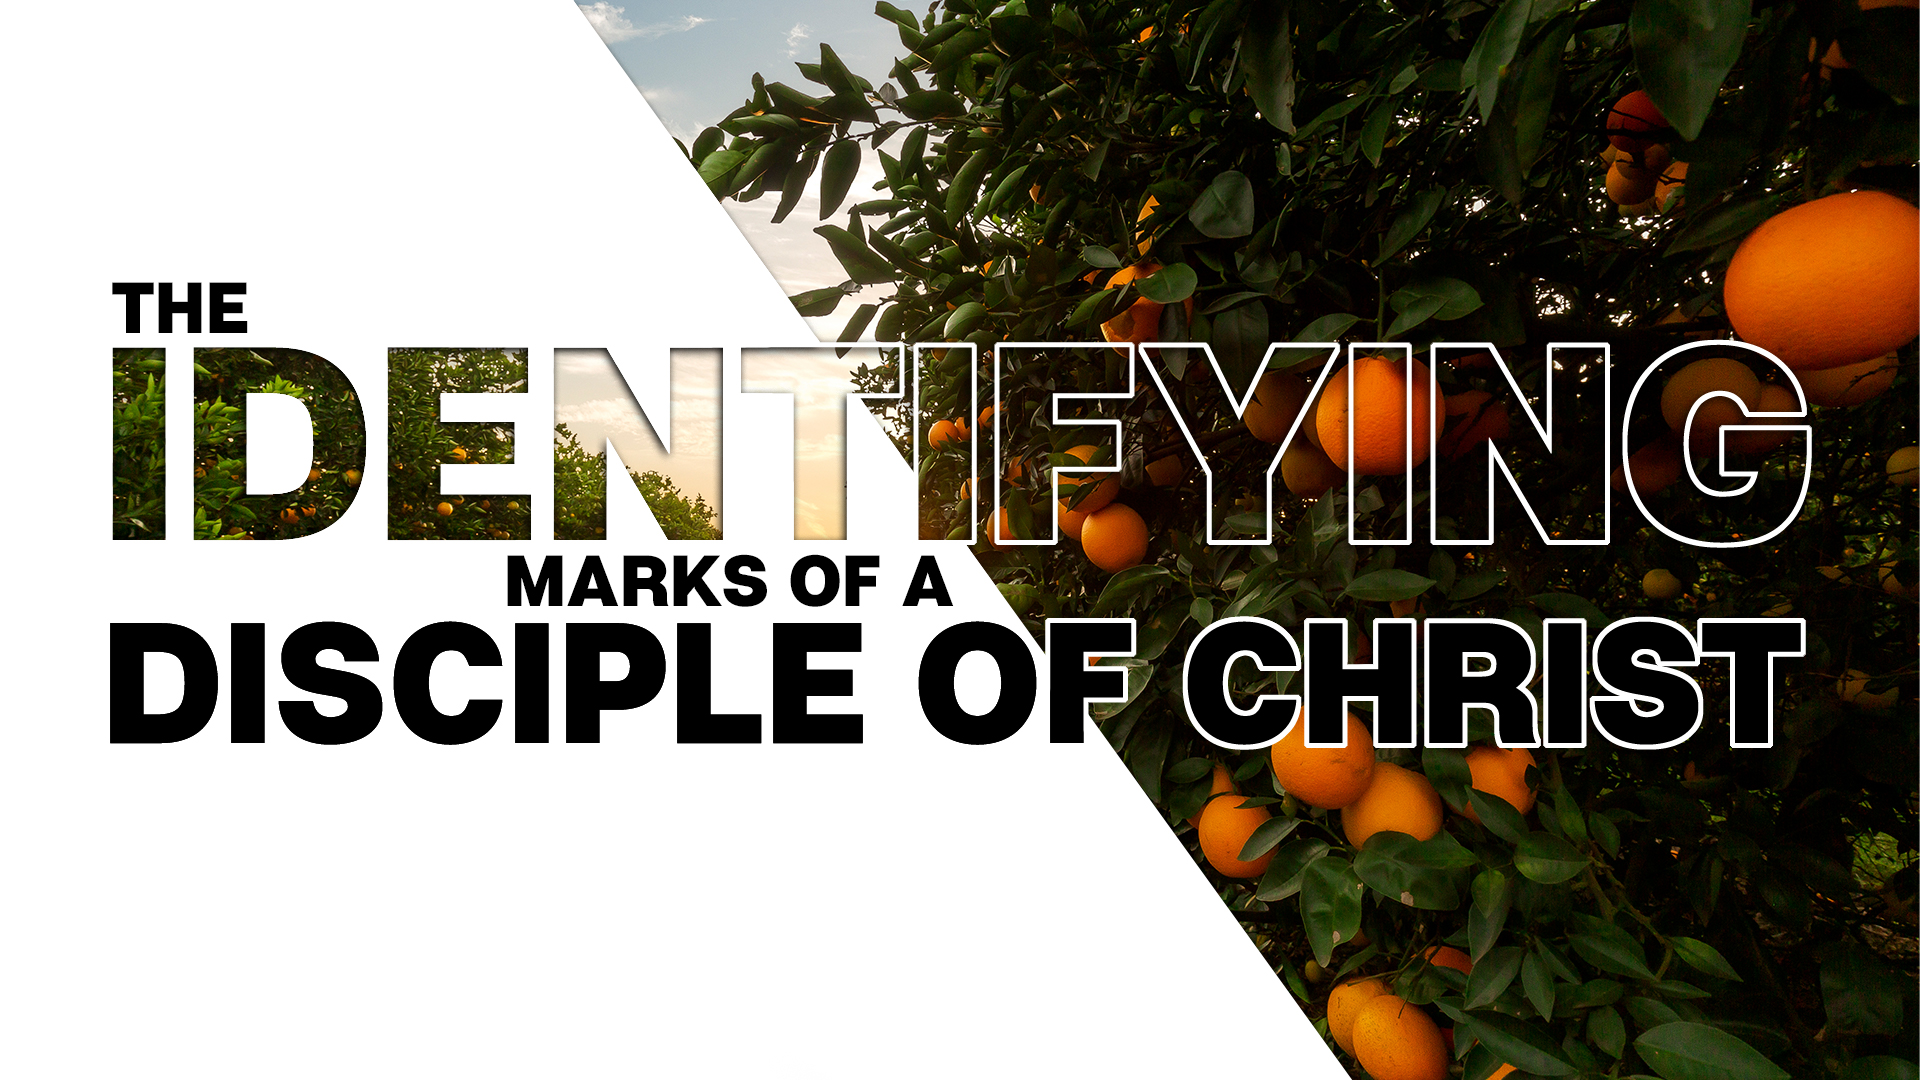 THE
IDENTIFYING
MARKS OF A
DISCIPLE OF CHRIST